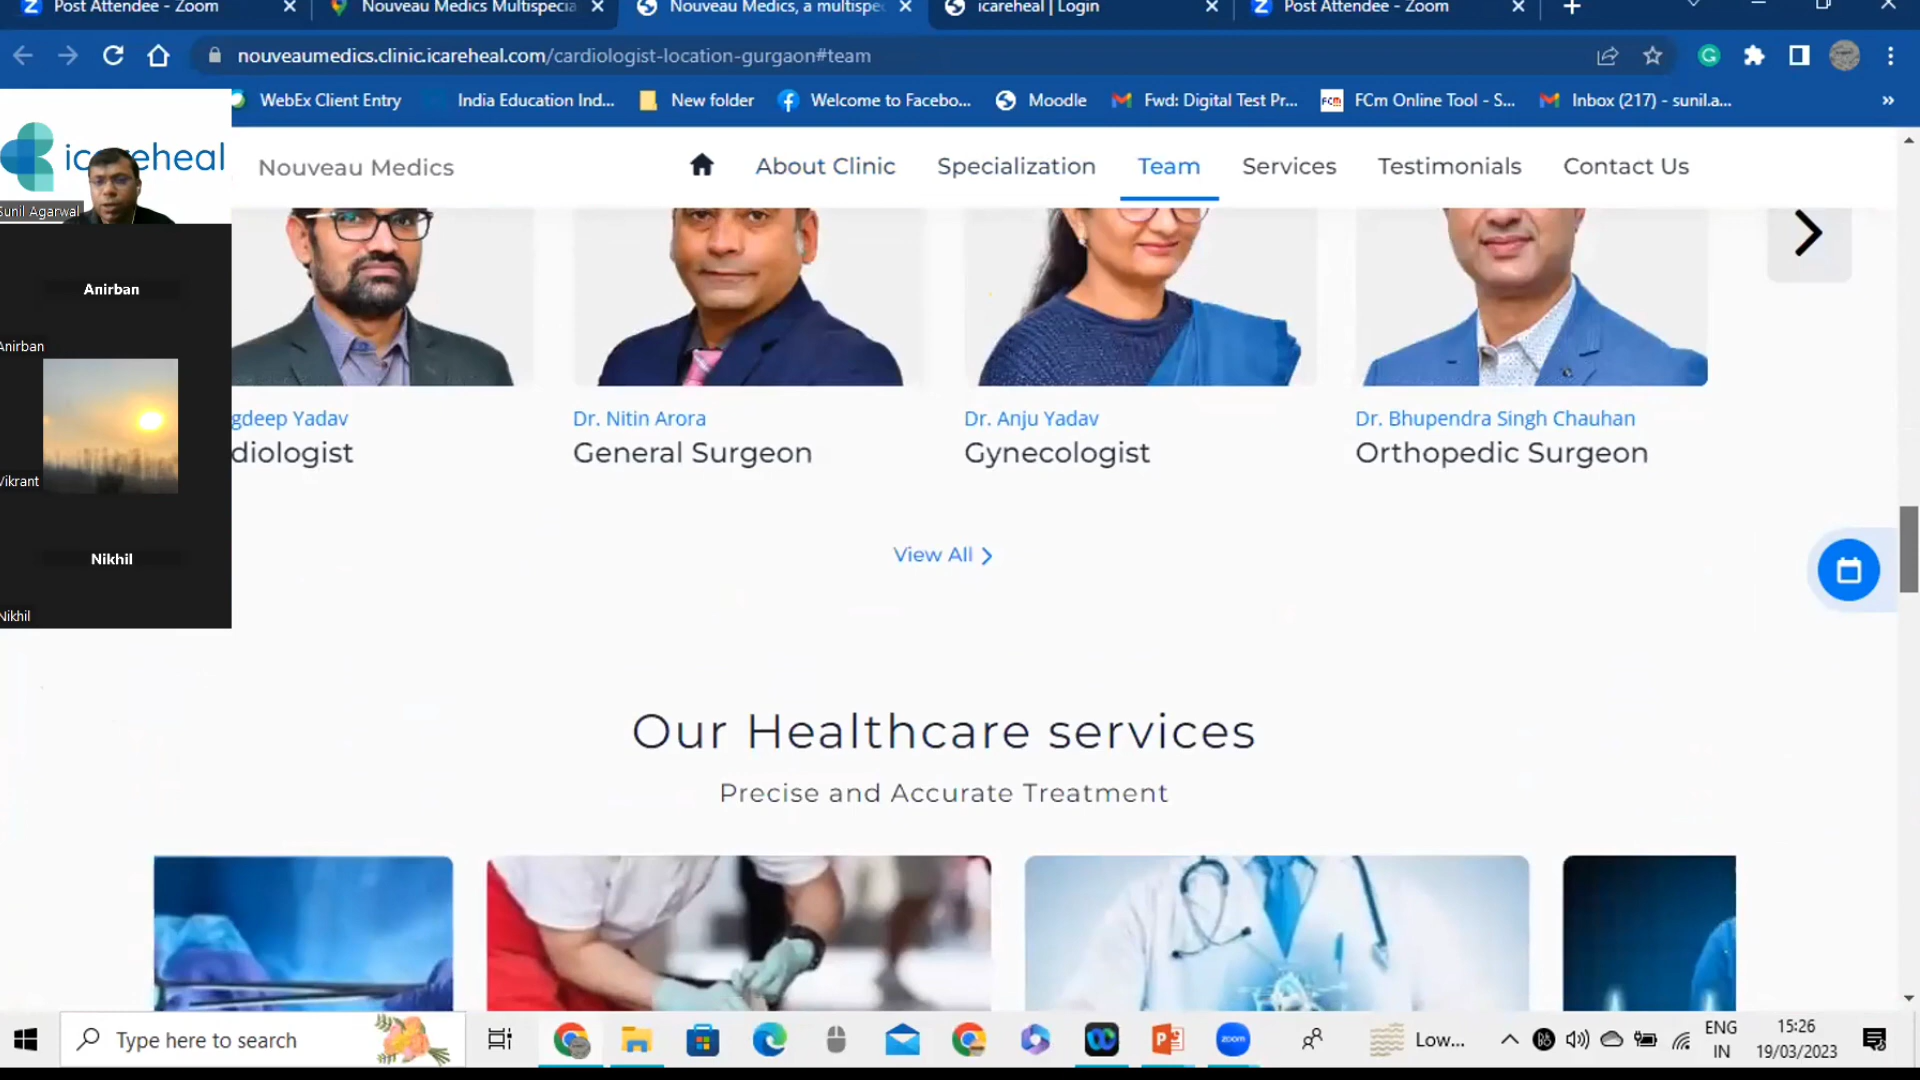 Post Attendee - Zoom
Nouveau Medics Multispecia
Nouveau Medics, a multispec
icareheal | Login
Post Attendee - Zoom
nouveaumedics.clinic.icareheal.com/cardiologist-location-gurgaon#team
WebEx Client Entry
India Education Ind...
New folder
Welcome to Facebo...
Moodle
Fwd: Digital Test Pr...
FCm Online Tool - S...
Inbox (217) - sunil.a...
»
Nouveau Medics
About Clinic
Specialization
Team
Services
Testimonials
Contact Us
Sunil Agarwal
Anirban
Anirban
Vikrant
Nikhil
Nikhil
gdeep Yadav
diologist
Dr. Nitin Arora
General Surgeon
Dr. Anju Yadav
Gynecologist
Dr. Bhupendra Singh Chauhan
Orthopedic Surgeon
View All
Our Healthcare services
Precise and Accurate Treatment
Type here to search
zoom
Low...
ENG
IN
15:26
19/03/2023